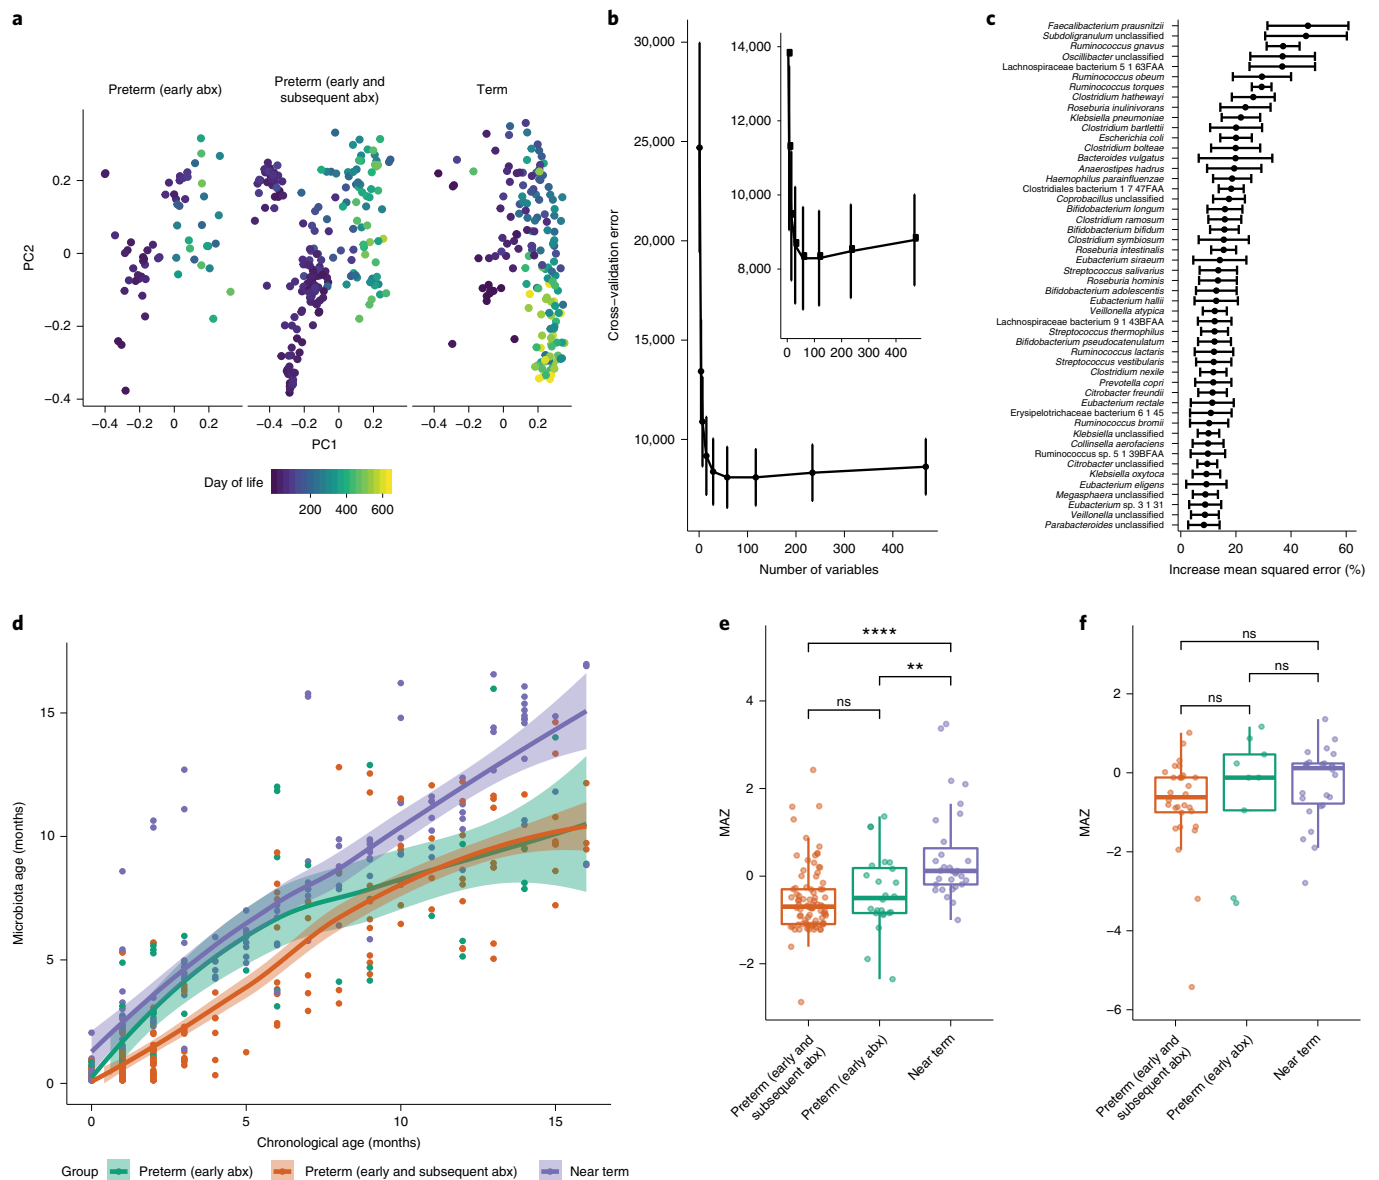 a
Preterm (early abx)
Preterm (early and
subsequent abx)
Term
PC2
0.2
0
−0.2
−0.4
−0.4 −0.2 0 0.2
−0.4 −0.2 0 0.2
−0.4 −0.2 0 0.2
PC1
Day of life
200 400 600
b
Cross−validation error
30,000
25,000
20,000
15,000
10,000
0 100 200 300 400
Number of variables
14,000
12,000
10,000
8,000
0 100 200 300 400
c
Faecalibacterium prausnitzii
Subdoligranulum unclassified
Ruminococcus gnavus
Oscillibacter unclassified
Lachnospiraceae bacterium 5 1 63FAA
Ruminococcus obeum
Ruminococcus torques
Clostridium hathewayi
Roseburia inulinivorans
Klebsiella pneumoniae
Clostridium bartlettii
Escherichia coli
Clostridium bolteae
Bacteroides vulgatus
Anaerostipes hadrus
Haemophilus parainfluenzae
Clostridiales bacterium 1 7 47FAA
Coprobacillus unclassified
Bifidobacterium longum
Clostridium ramosum
Bifidobacterium bifidum
Clostridium symbiosum
Roseburia intestinalis
Eubacterium siraeum
Streptococcus salivarius
Roseburia hominis
Bifidobacterium adolescentis
Eubacterium hallii
Veillonella atypica
Lachnospiraceae bacterium 9 1 43BFAA
Streptococcus thermophilus
Bifidobacterium pseudocatenulatum
Ruminococcus lactaris
Streptococcus vestibularis
Clostridium nexile
Prevotella copri
Citrobacter freundii
Eubacterium rectale
Erysipelotrichaceae bacterium 6 1 45
Ruminococcus bromii
Klebsiella unclassified
Collinsella aerofaciens
Ruminococcus sp. 5 1 39BFAA
Citrobacter unclassified
Klebsiella oxytoca
Eubacterium eligens
Megasphaera unclassified
Eubacterium sp. 3 1 31
Veillonella unclassified
Parabacteroides unclassified
0 20 40 60
Increase mean squared error (%)
d
Microbiota age (months)
15
10
5
0
0 5 10 15
Chronological age (months)
Group Preterm (early abx) Preterm (early and subsequent abx) Near term
e
****
**
ns
MAZ
4
2
0
−2
Preterm (early and
subsequent abx)
Preterm (early abx)
Near term
f
ns
ns
ns
MAZ
2
0
−2
−4
−6
Preterm (early and
subsequent abx)
Preterm (early abx)
Near term